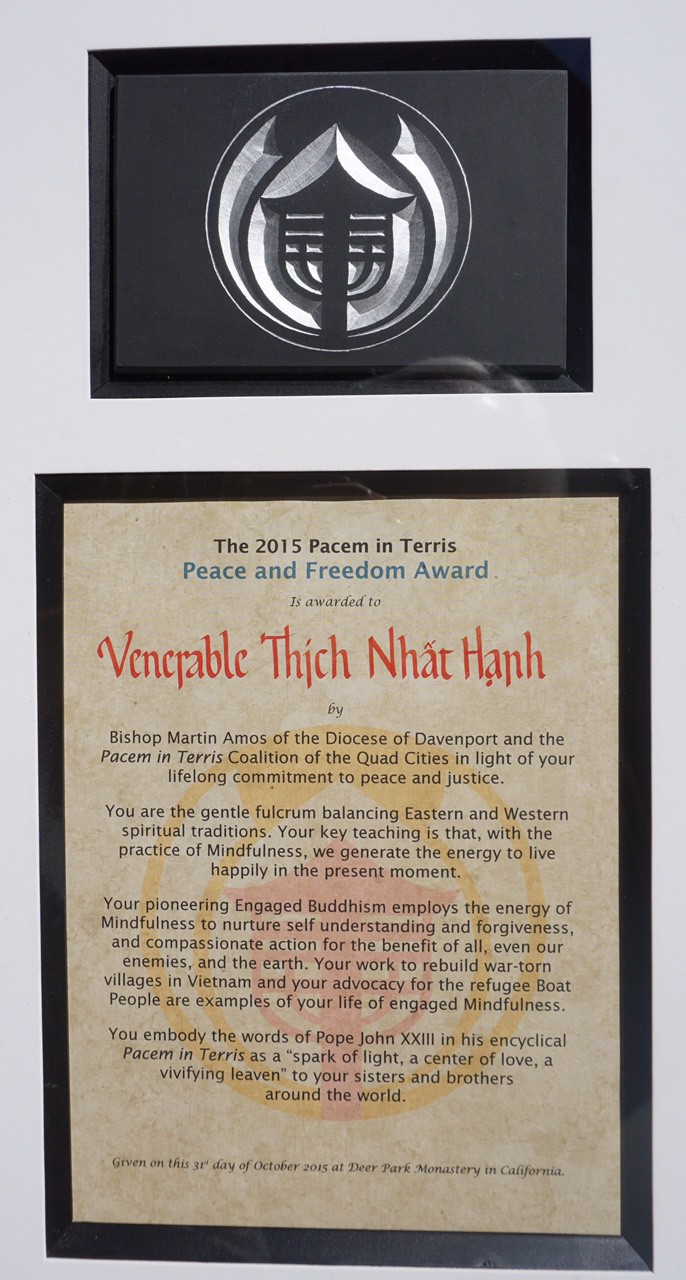 The 2015 Pacem in Terris
Peace and Freedom Award
Is awarded to
Venerable Thịch Nhất Hạnh
by
Bishop Martin Amos of the Diocese of Davenport and the
Pacem in Terris Coalition of the Quad Cities in light of your
lifelong commitment to peace and justice.
You are the gentle fulcrum balancing Eastern and Western
spiritual traditions. Your key teaching is that, with the
practice of Mindfulness, we generate the energy to live
happily in the present moment.
Your pioneering Engaged Buddhism employs the energy of
Mindfulness to nurture self understanding and forgiveness,
and compassionate action for the benefit of all, even our
enemies, and the earth. Your work to rebuild war-torn
villages in Vietnam and your advocacy for the refugee Boat
People are examples of your life of engaged Mindfulness.
You embody the words of Pope John XXIII in his encyclical
Pacem in Terris as a “spark of light, a center of love, a
vivifying leaven” to your sisters and brothers
around the world.
Given on this 31st day of October 2015 at Deer Park Monastery in California.